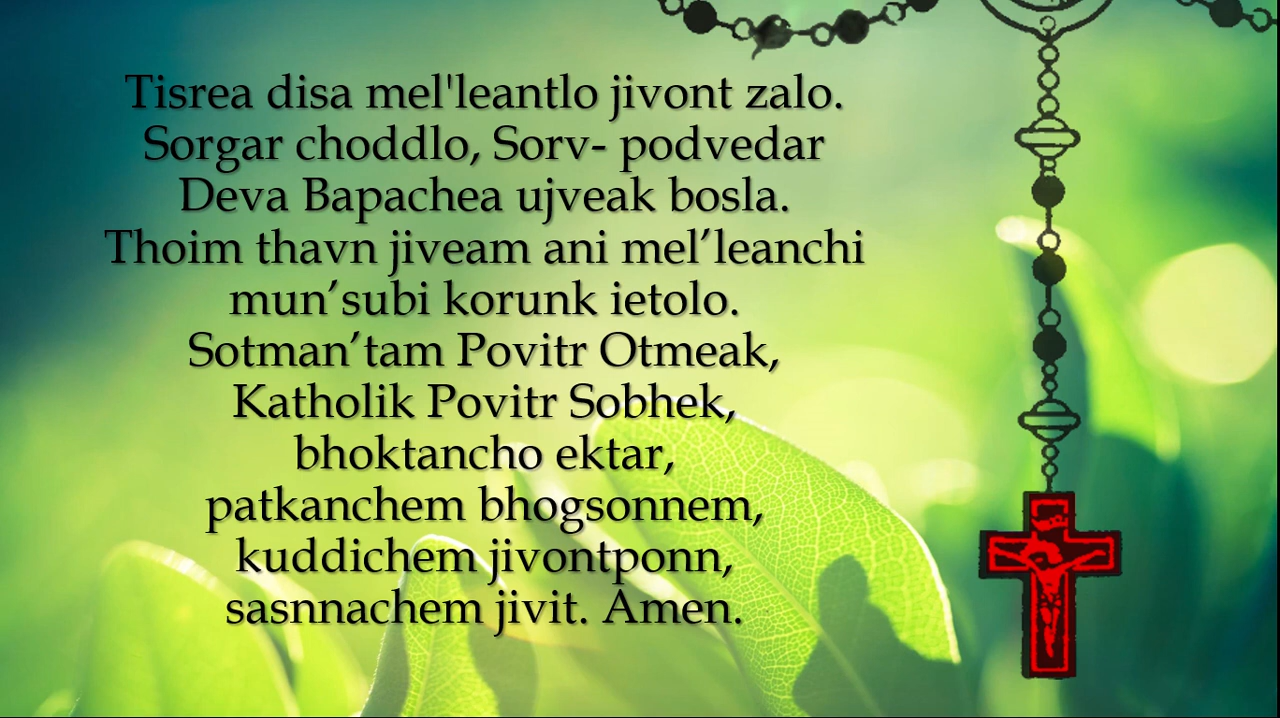 Tisrea disa mel'leantlo jivont zalo.
Sorgar choddlo, Sorv- podvedar
Deva Bapachea ujveak bosla.
Thoim thavn jiveam ani mel’leanchi
mun’subi korunk ietolo.
Sotman’tam Povitr Otmeak,
Katholik Povitr Sobhek,
bhoktancho ektar,
patkanchem bhogsonnem,
kuddichem jivontponn,
sasnnachem jivit. Amen.